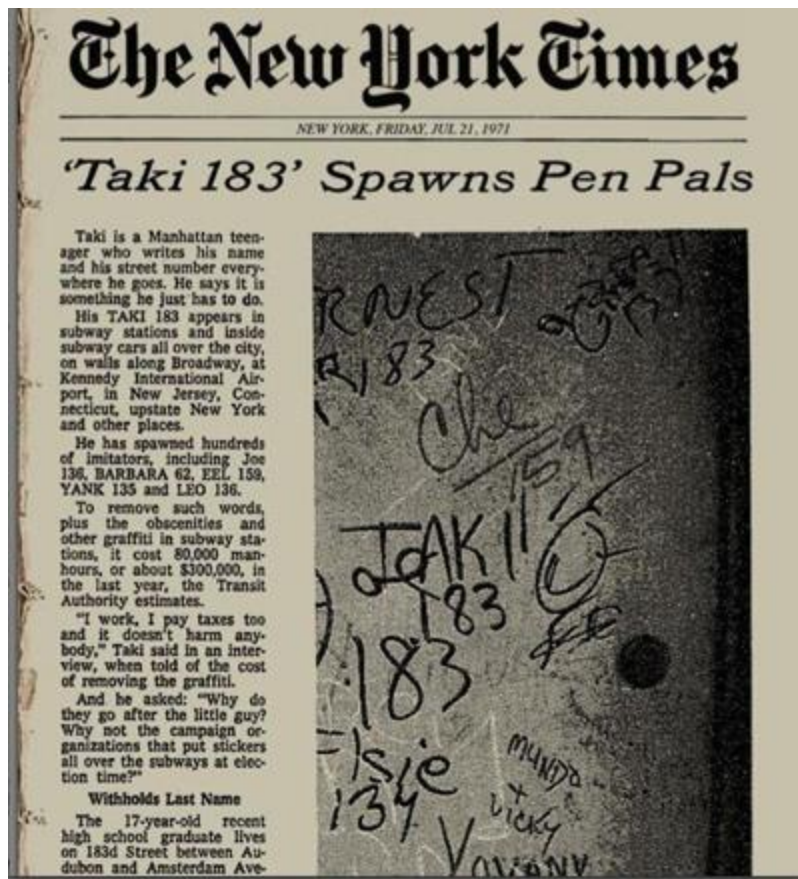 The New York Times
NEW YORK, FRIDAY, JUL 21, 1971
‘Taki 183’ Spawns Pen Pals
Taki is a Manhattan teen-
ager who writes his name
and his street number every-
where he goes. He says it is
something he just has to do.
His TAKI 183 appears in
subway stations and inside
subway cars all over the city,
on walls along Broadway, at
Kennedy International Air-
port, in New Jersey, Con-
necticut, upstate New York
and other places.
He has spawned hundreds
of imitators, including Joe
136, BARBARA 62, EEL 159,
YANK 135 and LEO 136.
To remove such words,
plus the obscenities and
other graffiti in subway sta-
tions, it cost 80,000 man-
hours, or about $300,000, in
the last year, the Transit
Authority estimates.
"I work, I pay taxes too
and it doesn't harm any-
body," Taki said in an inter-
view, when told of the cost
of removing the graffiti.
And he asked: "Why do
they go after the little guy?
Why not the campaign or-
ganizations that put stickers
all over the subways at elec-
tion time?"
Withholds Last Name
The 17-year-old recent
high school graduate lives
on 183d Street between Au-
dubon and Amsterdam Ave-
RNEST
183
Che
159
TAKI
183
183
Elsie
137
MUNDO
+
VICKY